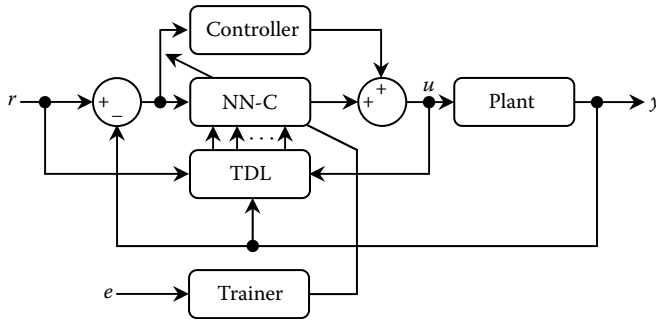 Controller
r
+
−
NN-C
+
+
u
Plant
y
...
TDL
e
Trainer